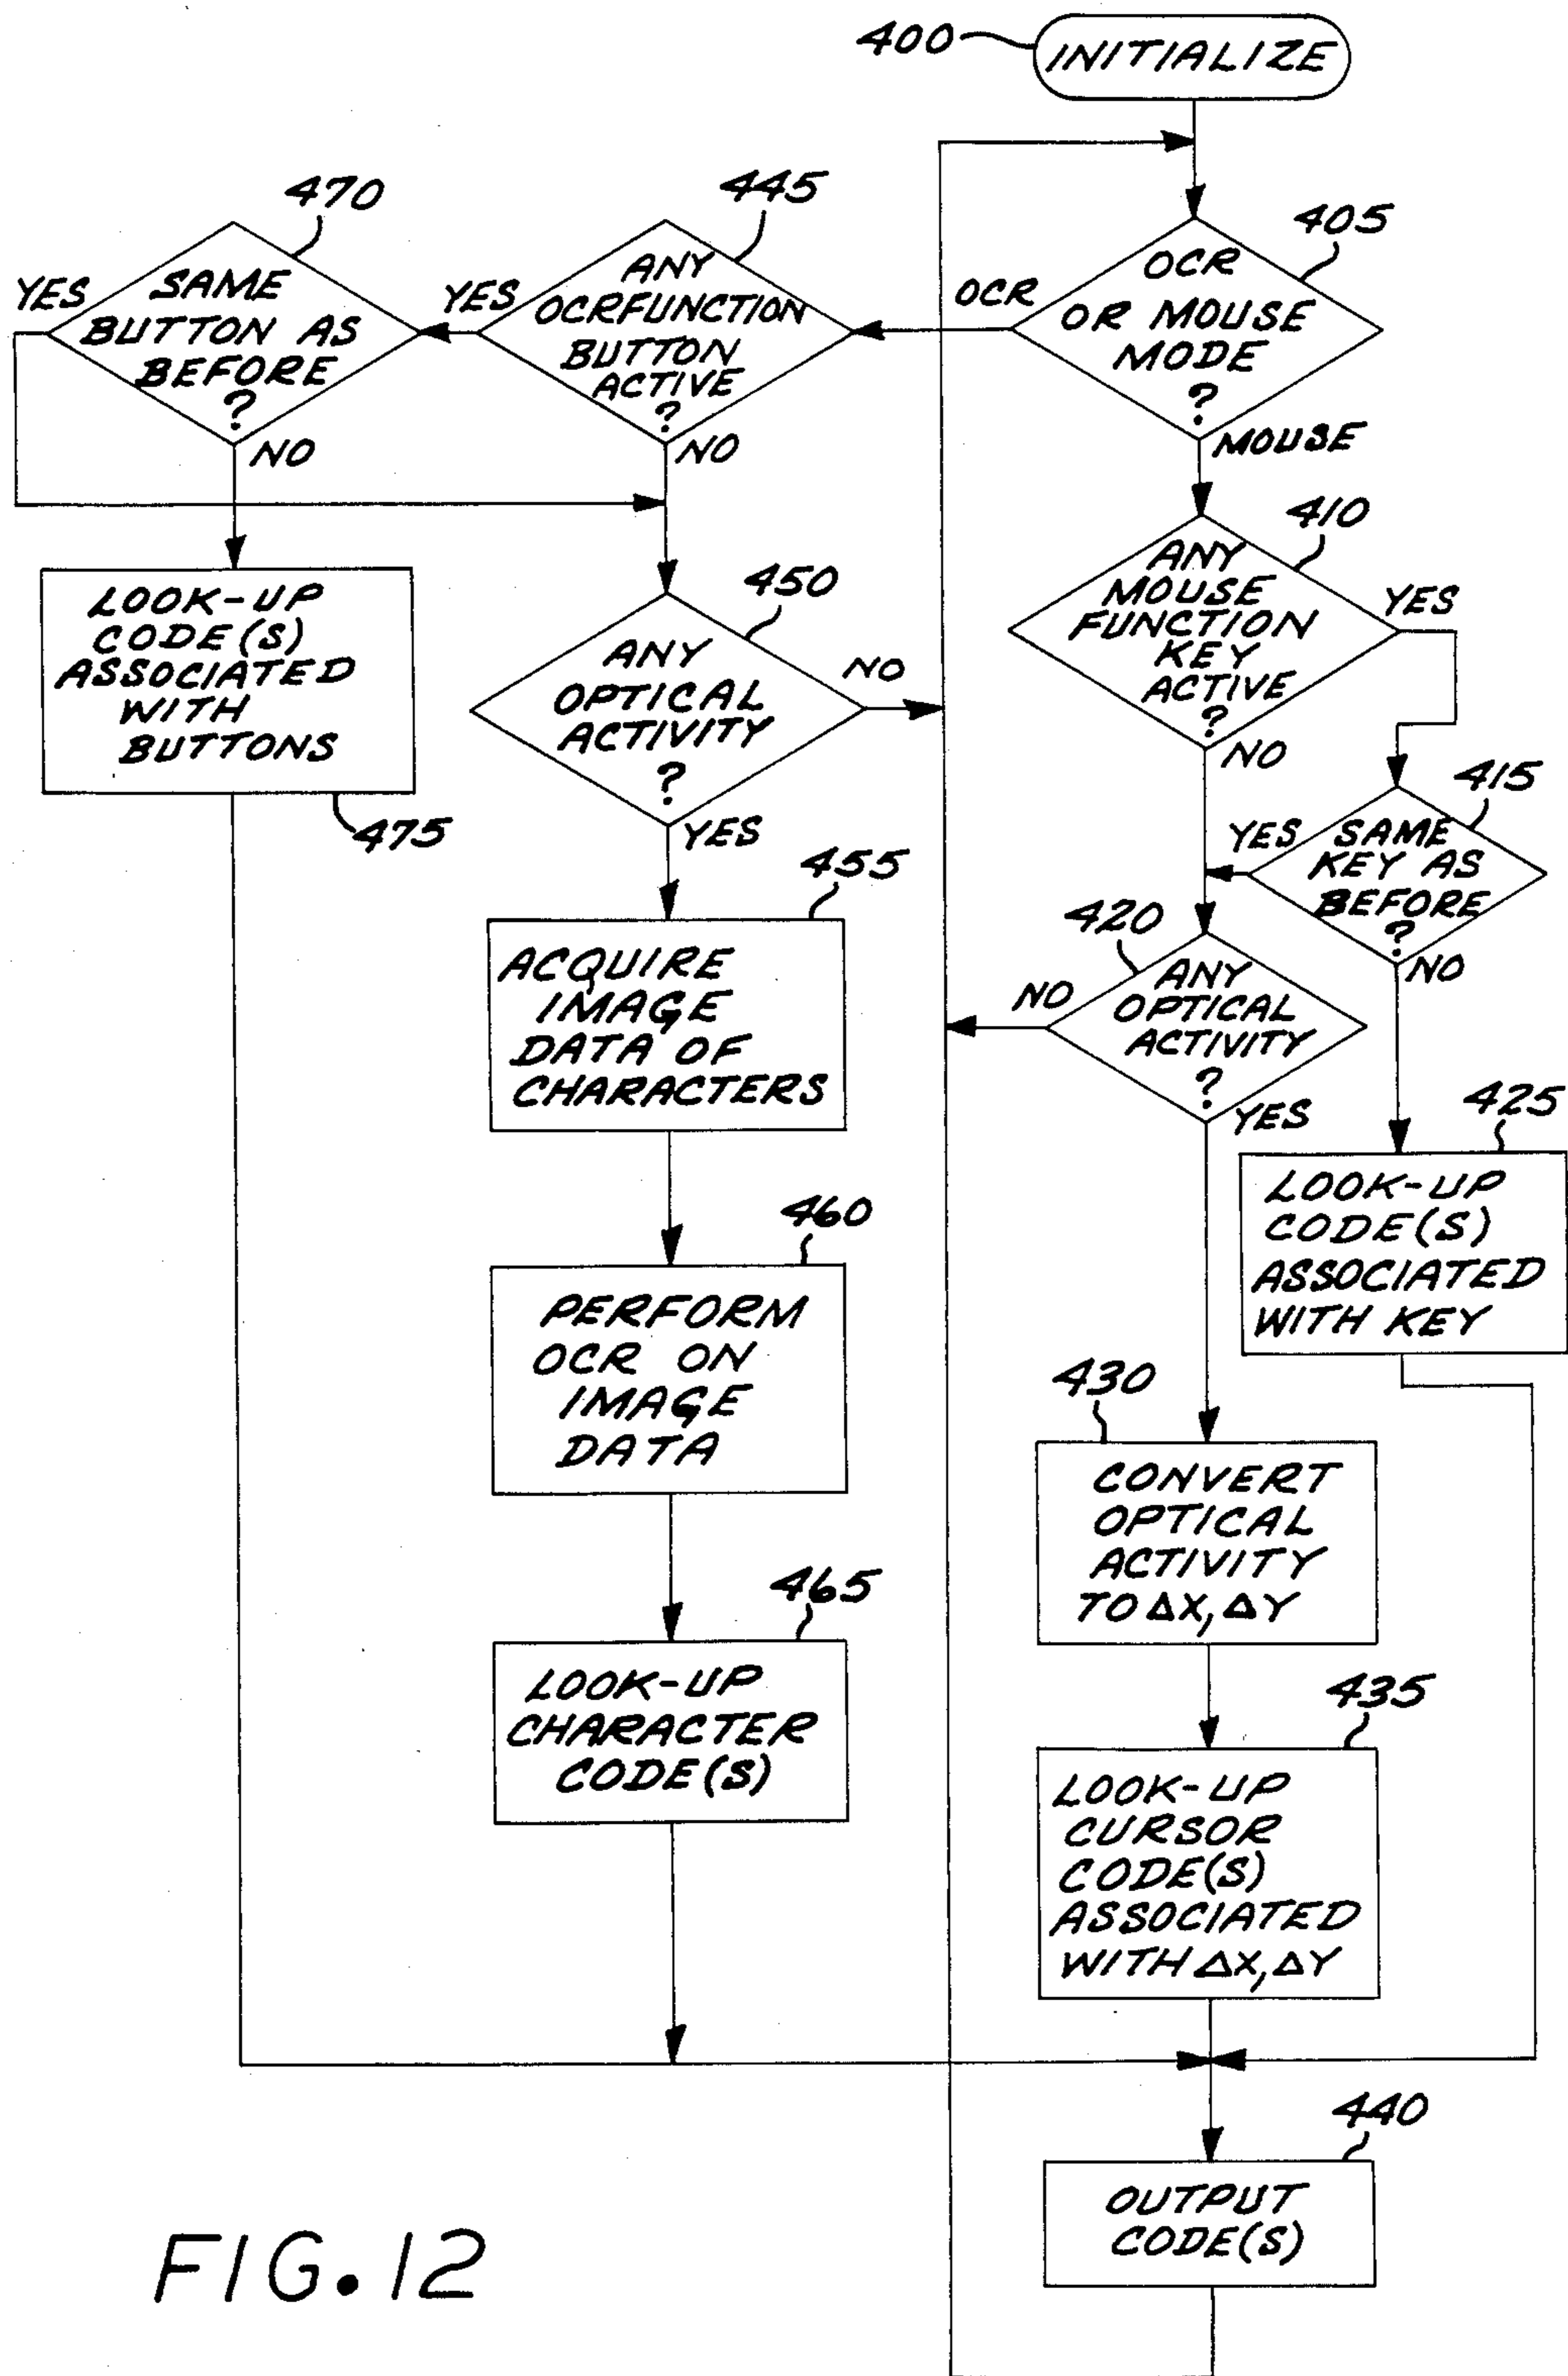 400
INITIALIZE
405
OCR
OR MOUSE
MODE
?
OCR
MOUSE
445
ANY
OCRFUNCTION
BUTTON
ACTIVE
?
YES
NO
470
SAME
BUTTON AS
BEFORE
?
YES
NO
LOOK-UP
CODE(S)
ASSOCIATED
WITH
BUTTONS
475
450
ANY
OPTICAL
ACTIVITY
?
NO
YES
455
ACQUIRE
IMAGE
DATA OF
CHARACTERS
460
PERFORM
OCR ON
IMAGE
DATA
465
LOOK-UP
CHARACTER
CODE(S)
410
ANY
MOUSE
FUNCTION
KEY
ACTIVE
?
YES
NO
415
SAME
KEY AS
BEFORE
?
YES
NO
420
ANY
OPTICAL
ACTIVITY
?
NO
YES
425
LOOK-UP
CODE(S)
ASSOCIATED
WITH KEY
430
CONVERT
OPTICAL
ACTIVITY
TO ΔX, ΔY
435
LOOK-UP
CURSOR
CODE(S)
ASSOCIATED
WITH ΔX, ΔY
440
OUTPUT
CODE(S)
FIG. 12